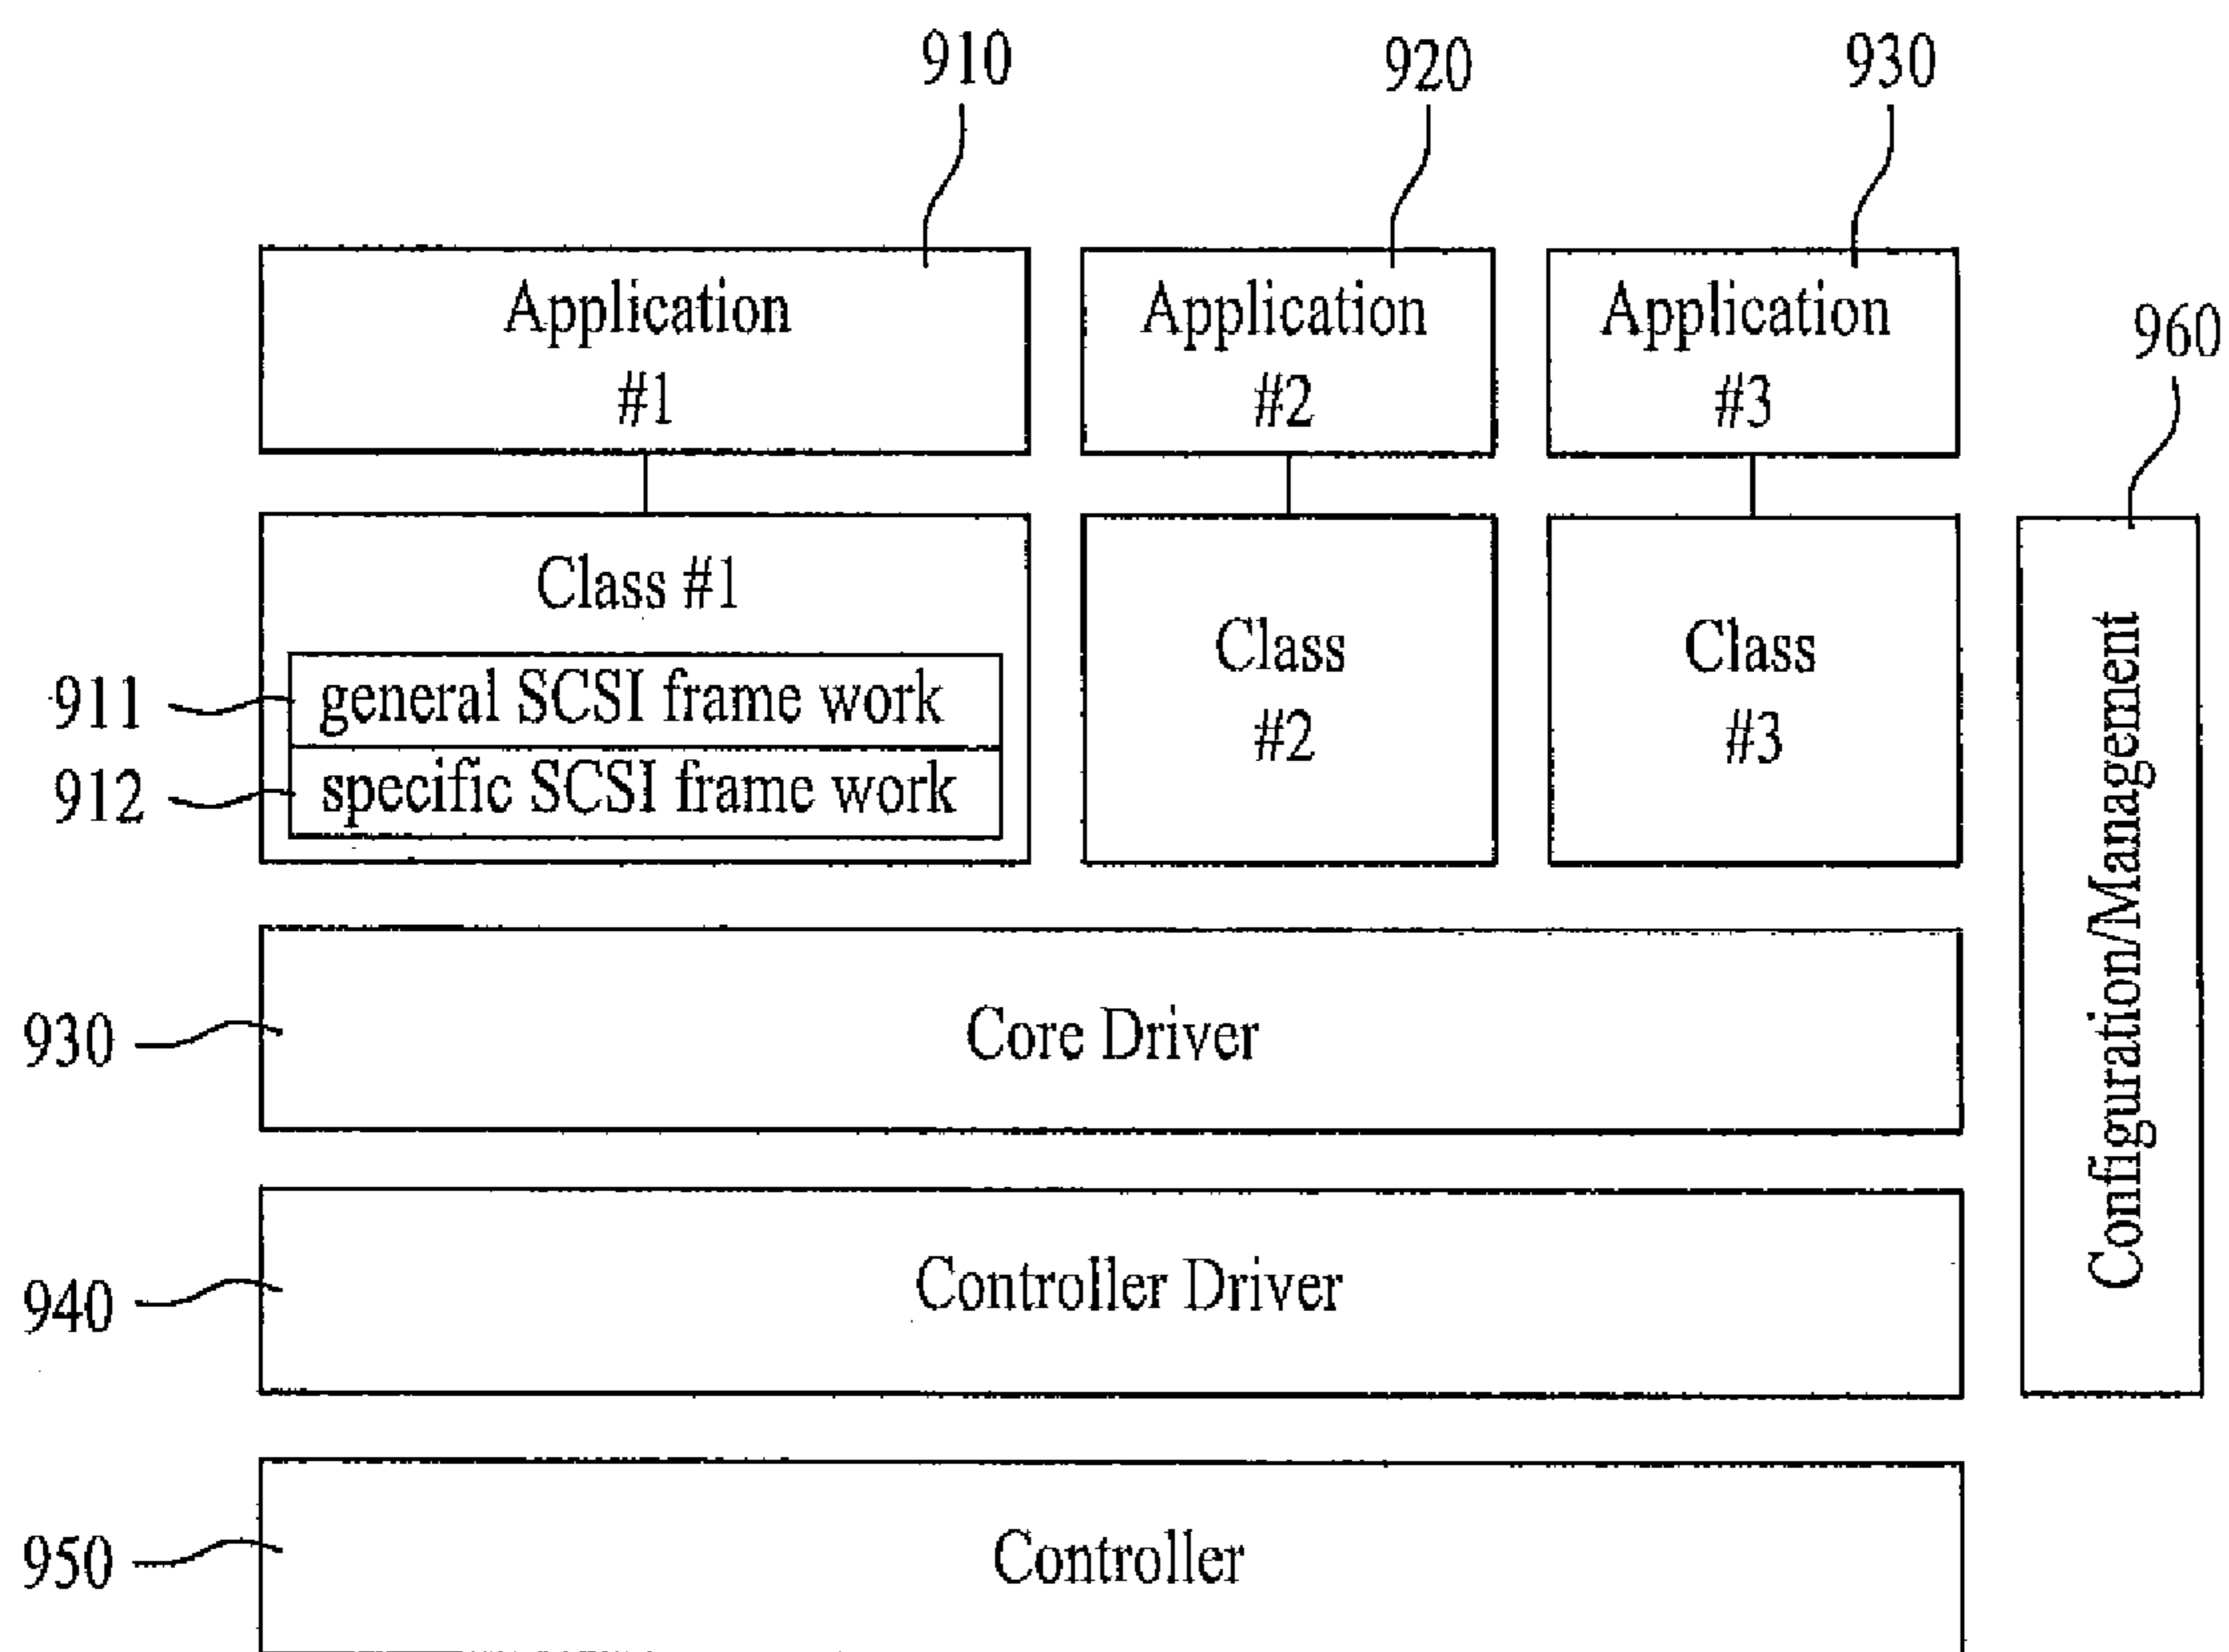 910
920
930
Application
#1
Application
#2
Application
#3
960
Class #1
911
general SCSI frame work
912
specific SCSI frame work
Class
#2
Class
#3
Configuration/Management
930
Core Driver
940
Controller Driver
950
Controller